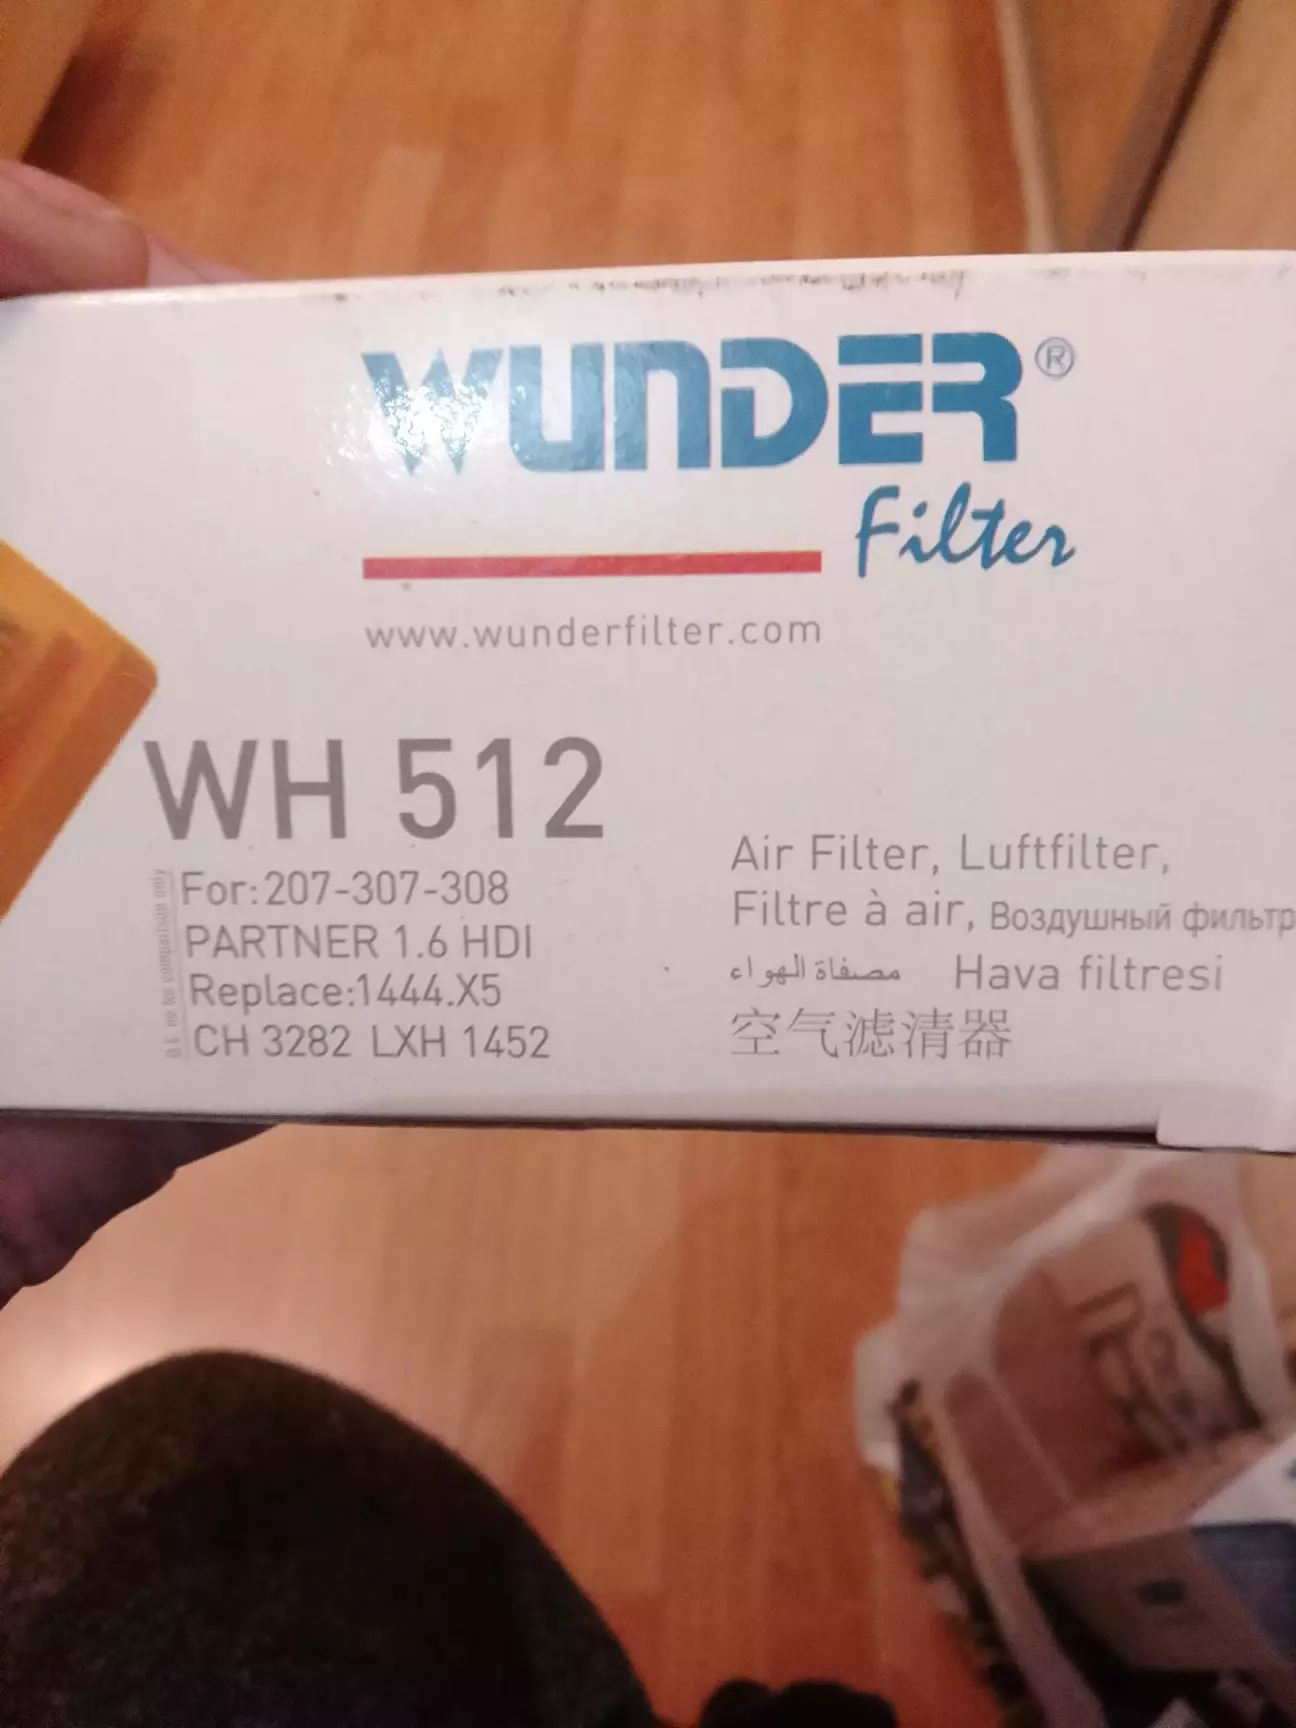 WUNDER®
Filter
www.wunderfilter.com
WH 512
For:207-307-308
PARTNER 1.6 HDI
Replace:1444.X5
CH 3282 LXH 1452
Air Filter, Luftfilter,
Filtre à air, Воздушный фильтр
مصفاة الهواء Hava filtresi
空气滤清器